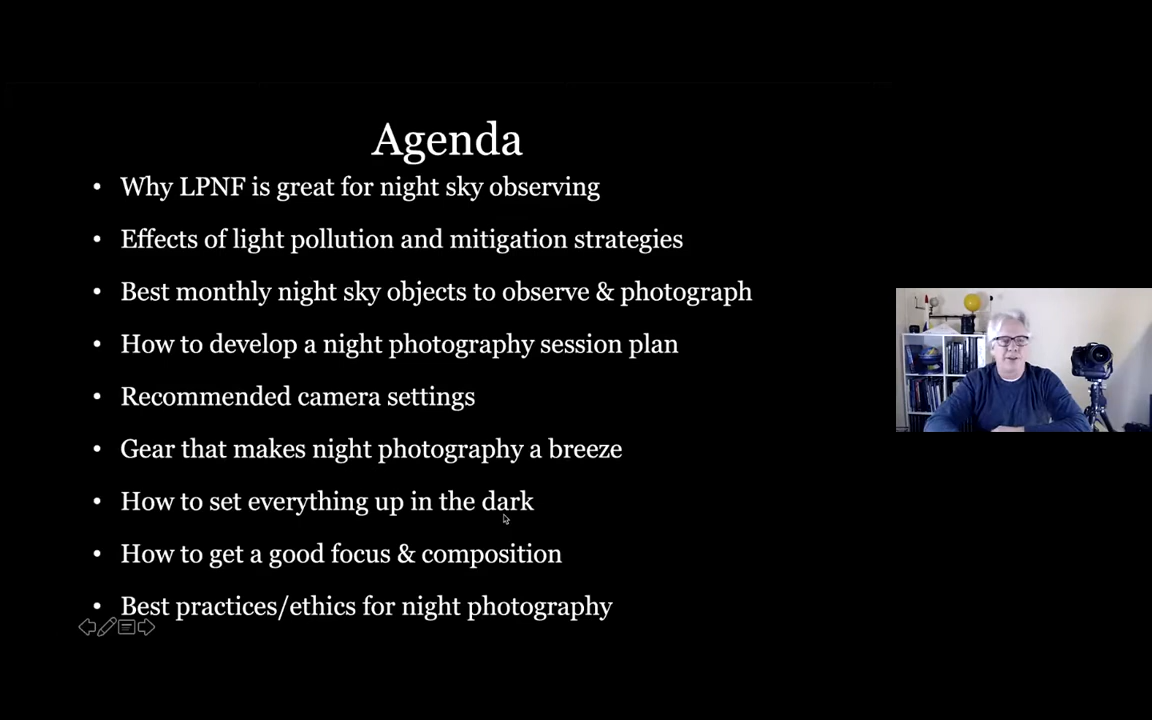 Agenda
• Why LPNF is great for night sky observing
• Effects of light pollution and mitigation strategies
• Best monthly night sky objects to observe & photograph
• How to develop a night photography session plan
• Recommended camera settings
• Gear that makes night photography a breeze
• How to set everything up in the dark
• How to get a good focus & composition
• Best practices/ethics for night photography